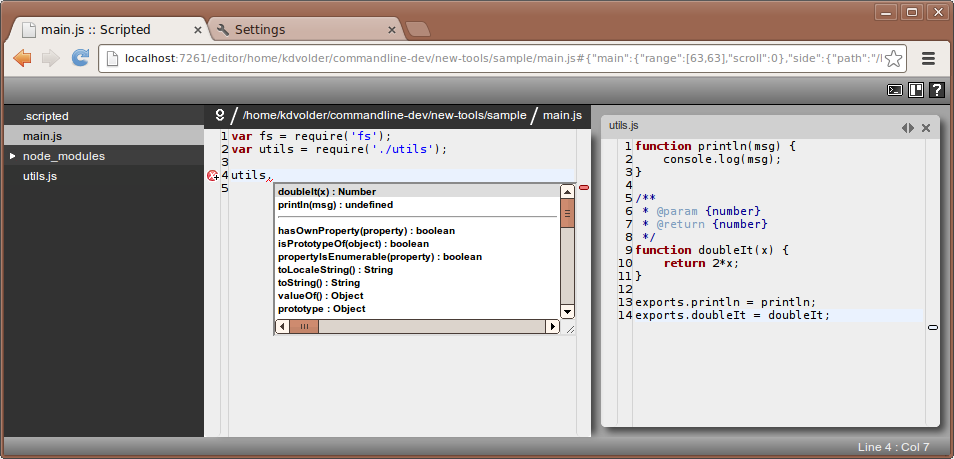 main.js :: Scripted
Settings
localhost:7261/editor/home/kdvolder/commandline-dev/new-tools/sample/main.js#{"main":{"range":[63,63],"scroll":0},"side":{"path":"/l
.scripted
main.js
node_modules
utils.js
/home/kdvolder/commandline-dev/new-tools/sample / main.js
1 var fs = require('fs');
2 var utils = require('./utils');
3
4 utils.
5
doubleIt(x) : Number
println(msg) : undefined
hasOwnProperty(property) : boolean
isPrototypeOf(object) : boolean
propertyIsEnumerable(property) : boolean
toLocaleString() : String
toString() : String
valueOf() : Object
prototype : Object
utils.js
1 function println(msg) {
2     console.log(msg);
3 }
4
5 /**
6  * @param {number}
7  * @return {number}
8  */
9 function doubleIt(x) {
10     return 2*x;
11 }
12
13 exports.println = println;
14 exports.doubleIt = doubleIt;
Line 4 : Col 7